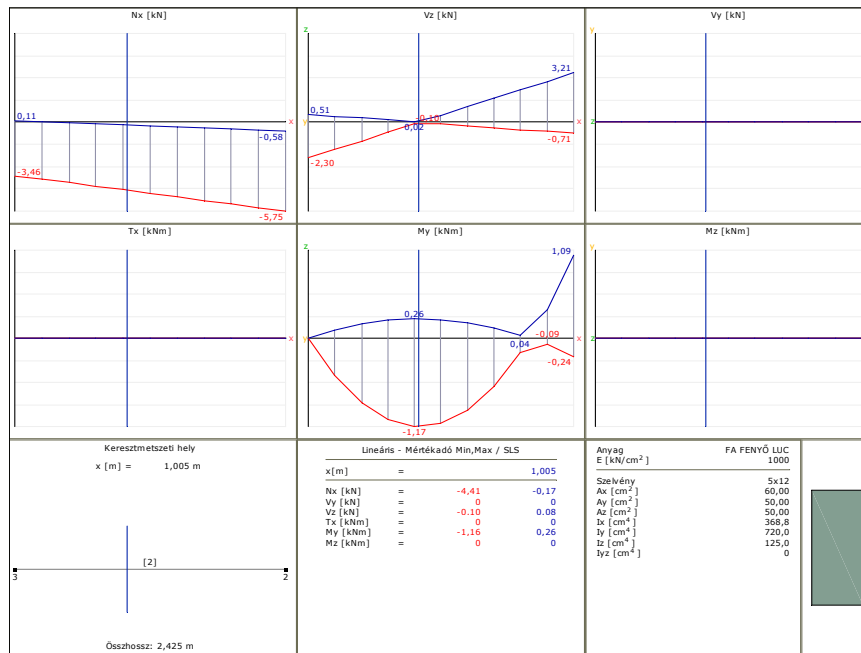 Nx [kN]
0,11
-3,46
-0,58
-5,75
x
Vz [kN]
z
0,51
y
-2,30
-0,10
0,02
3,21
x
-0,71
Vy [kN]
y
z
Tx [kNm]
x
My [kNm]
z
y
0,26
-1,17
0,04
1,09
-0,09
x
-0,24
Mz [kNm]
y
z
Keresztmetszeti hely
x [m] = 1,005 m
[2]
3 2
Összhossz: 2,425 m
Lineáris - Mértékadó Min,Max / SLS
x[m] = 1,005
Nx [kN] = -4,41 -0,17
Vy [kN] = 0 0
Vz [kN] = -0.10 0.08
Tx [kNm] = 0 0
My [kNm] = -1,16 0,26
Mz [kNm] = 0 0
Anyag FA FENYŐ LUC
E [kN/cm²] 1000
Szelvény 5x12
Ax [cm²] 60,00
Ay [cm²] 50,00
Az [cm²] 50,00
Ix [cm⁴] 368,8
Iy [cm⁴] 720,0
Iz [cm⁴] 125,0
Iyz [cm⁴] 0